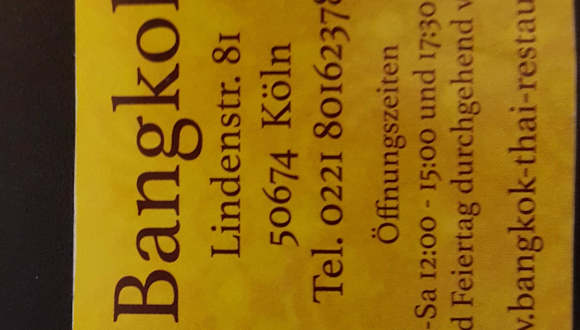 Bangkok
Lindenstr. 81
50674 Köln
Tel. 0221 8016237
Öffnungszeiten
-Sa 12:00 - 15:00 und 17:30
d Feiertag durchgehend
w.bangkok-thai-restau